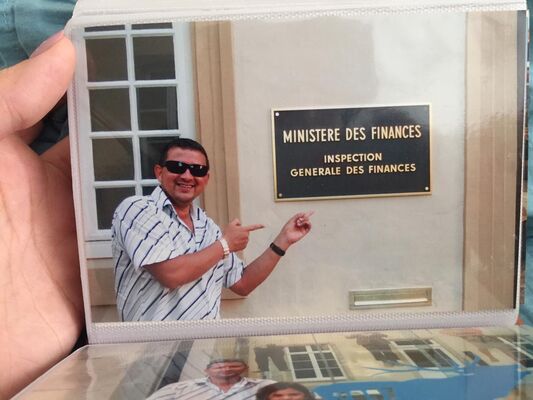 MINISTERE DES FINANCES
INSPECTION
GENERALE DES FINANCES